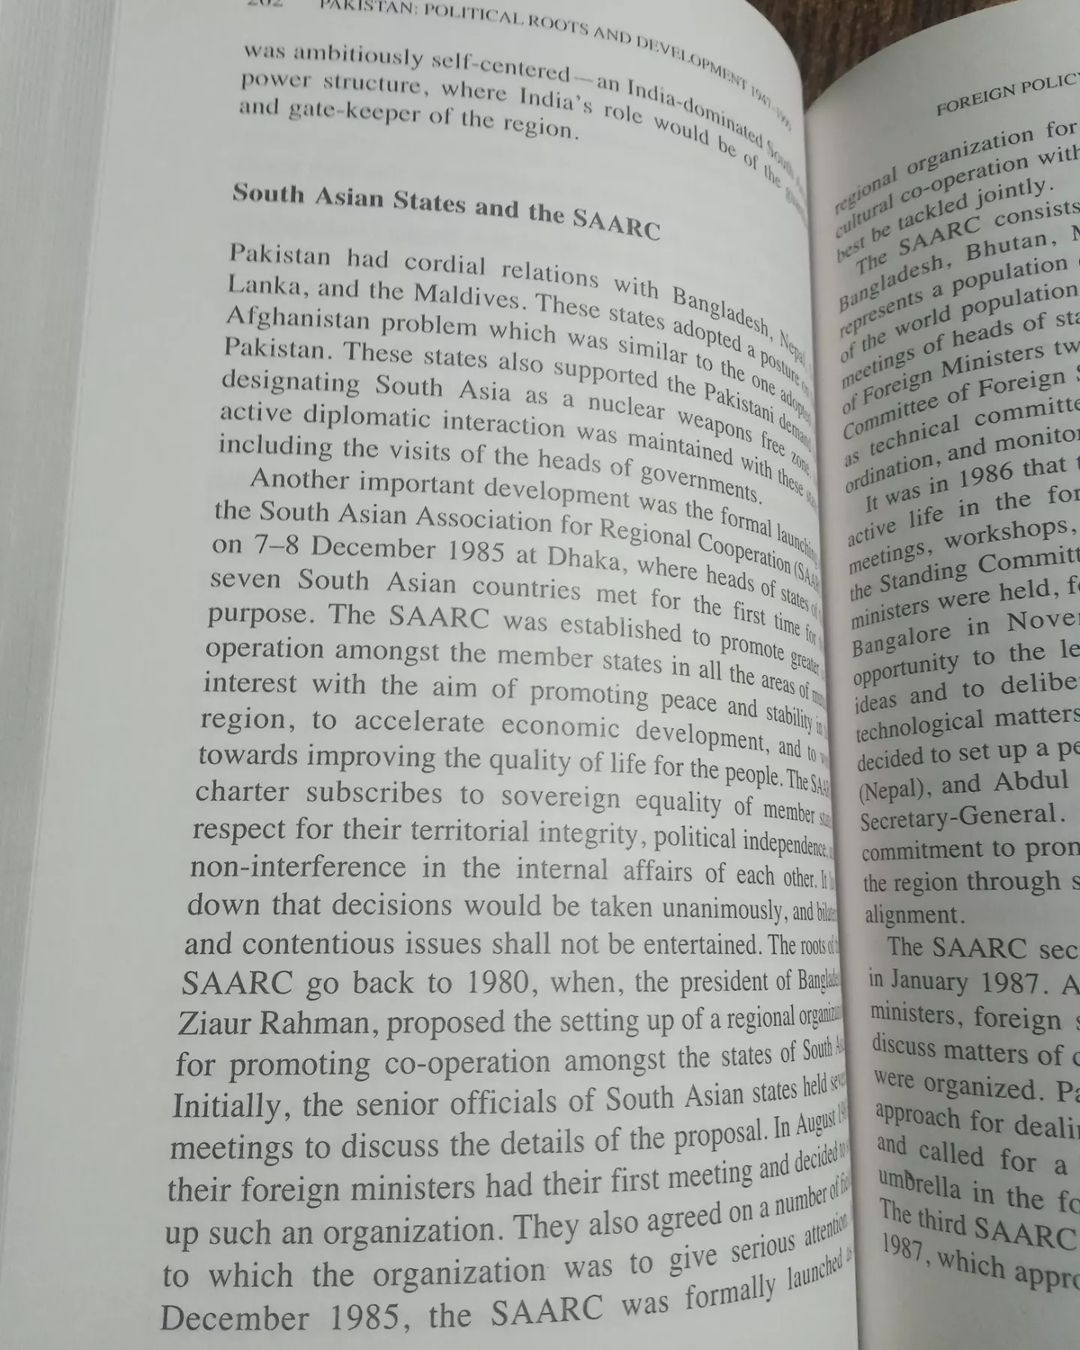 PAKISTAN: POLITICAL ROOTS AND DEVELOPMENT 1947–
was ambitiously self-centered—an India-dominated South
power structure, where India's role would be of the
and gate-keeper of the region.
South Asian States and the SAARC
Pakistan had cordial relations with Bangladesh, Nepal
Lanka, and the Maldives. These states adopted a posture
Afghanistan problem which was similar to the one
Pakistan. These states also supported the Pakistani
designating South Asia as a nuclear weapons free zone.
active diplomatic interaction was maintained with these
including the visits of the heads of governments.
Another important development was the formal
the South Asian Association for Regional Cooperation
on 7–8 December 1985 at Dhaka, where heads of states
seven South Asian countries met for the first time for
purpose. The SAARC was established to promote greater
operation amongst the member states in all the areas of
interest with the aim of promoting peace and stability in
region, to accelerate economic development, and to
towards improving the quality of life for the people. The
charter subscribes to sovereign equality of member
respect for their territorial integrity, political independence,
non-interference in the internal affairs of each other. It
down that decisions would be taken unanimously, and
and contentious issues shall not be entertained. The roots
SAARC go back to 1980, when, the president of
Ziaur Rahman, proposed the setting up of a regional
for promoting co-operation amongst the states of South
Initially, the senior officials of South Asian states held
meetings to discuss the details of the proposal. In August
their foreign ministers had their first meeting and decided
up such an organization. They also agreed on a number of
to which the organization was to give serious attention.
December 1985, the SAARC was formally launched
FOREIGN POLICY
regional organization for
cultural co-operation with
best be tackled jointly.
The SAARC consists
Bangladesh, Bhutan,
represents a population
of the world population
meetings of heads of
of Foreign Ministers
Committee of Foreign
as technical
ordination, and
It was in 1986 that
active life in the
meetings, workshops,
the Standing
ministers were held,
Bangalore in
opportunity to the
ideas and to
technological matters
decided to set up a
(Nepal), and Abdul
Secretary-General.
commitment to
the region through
alignment.
The SAARC
in January 1987.
ministers, foreign
discuss matters of
were organized.
approach for
and called for a
umbrella in the
The third SAARC
1987, which